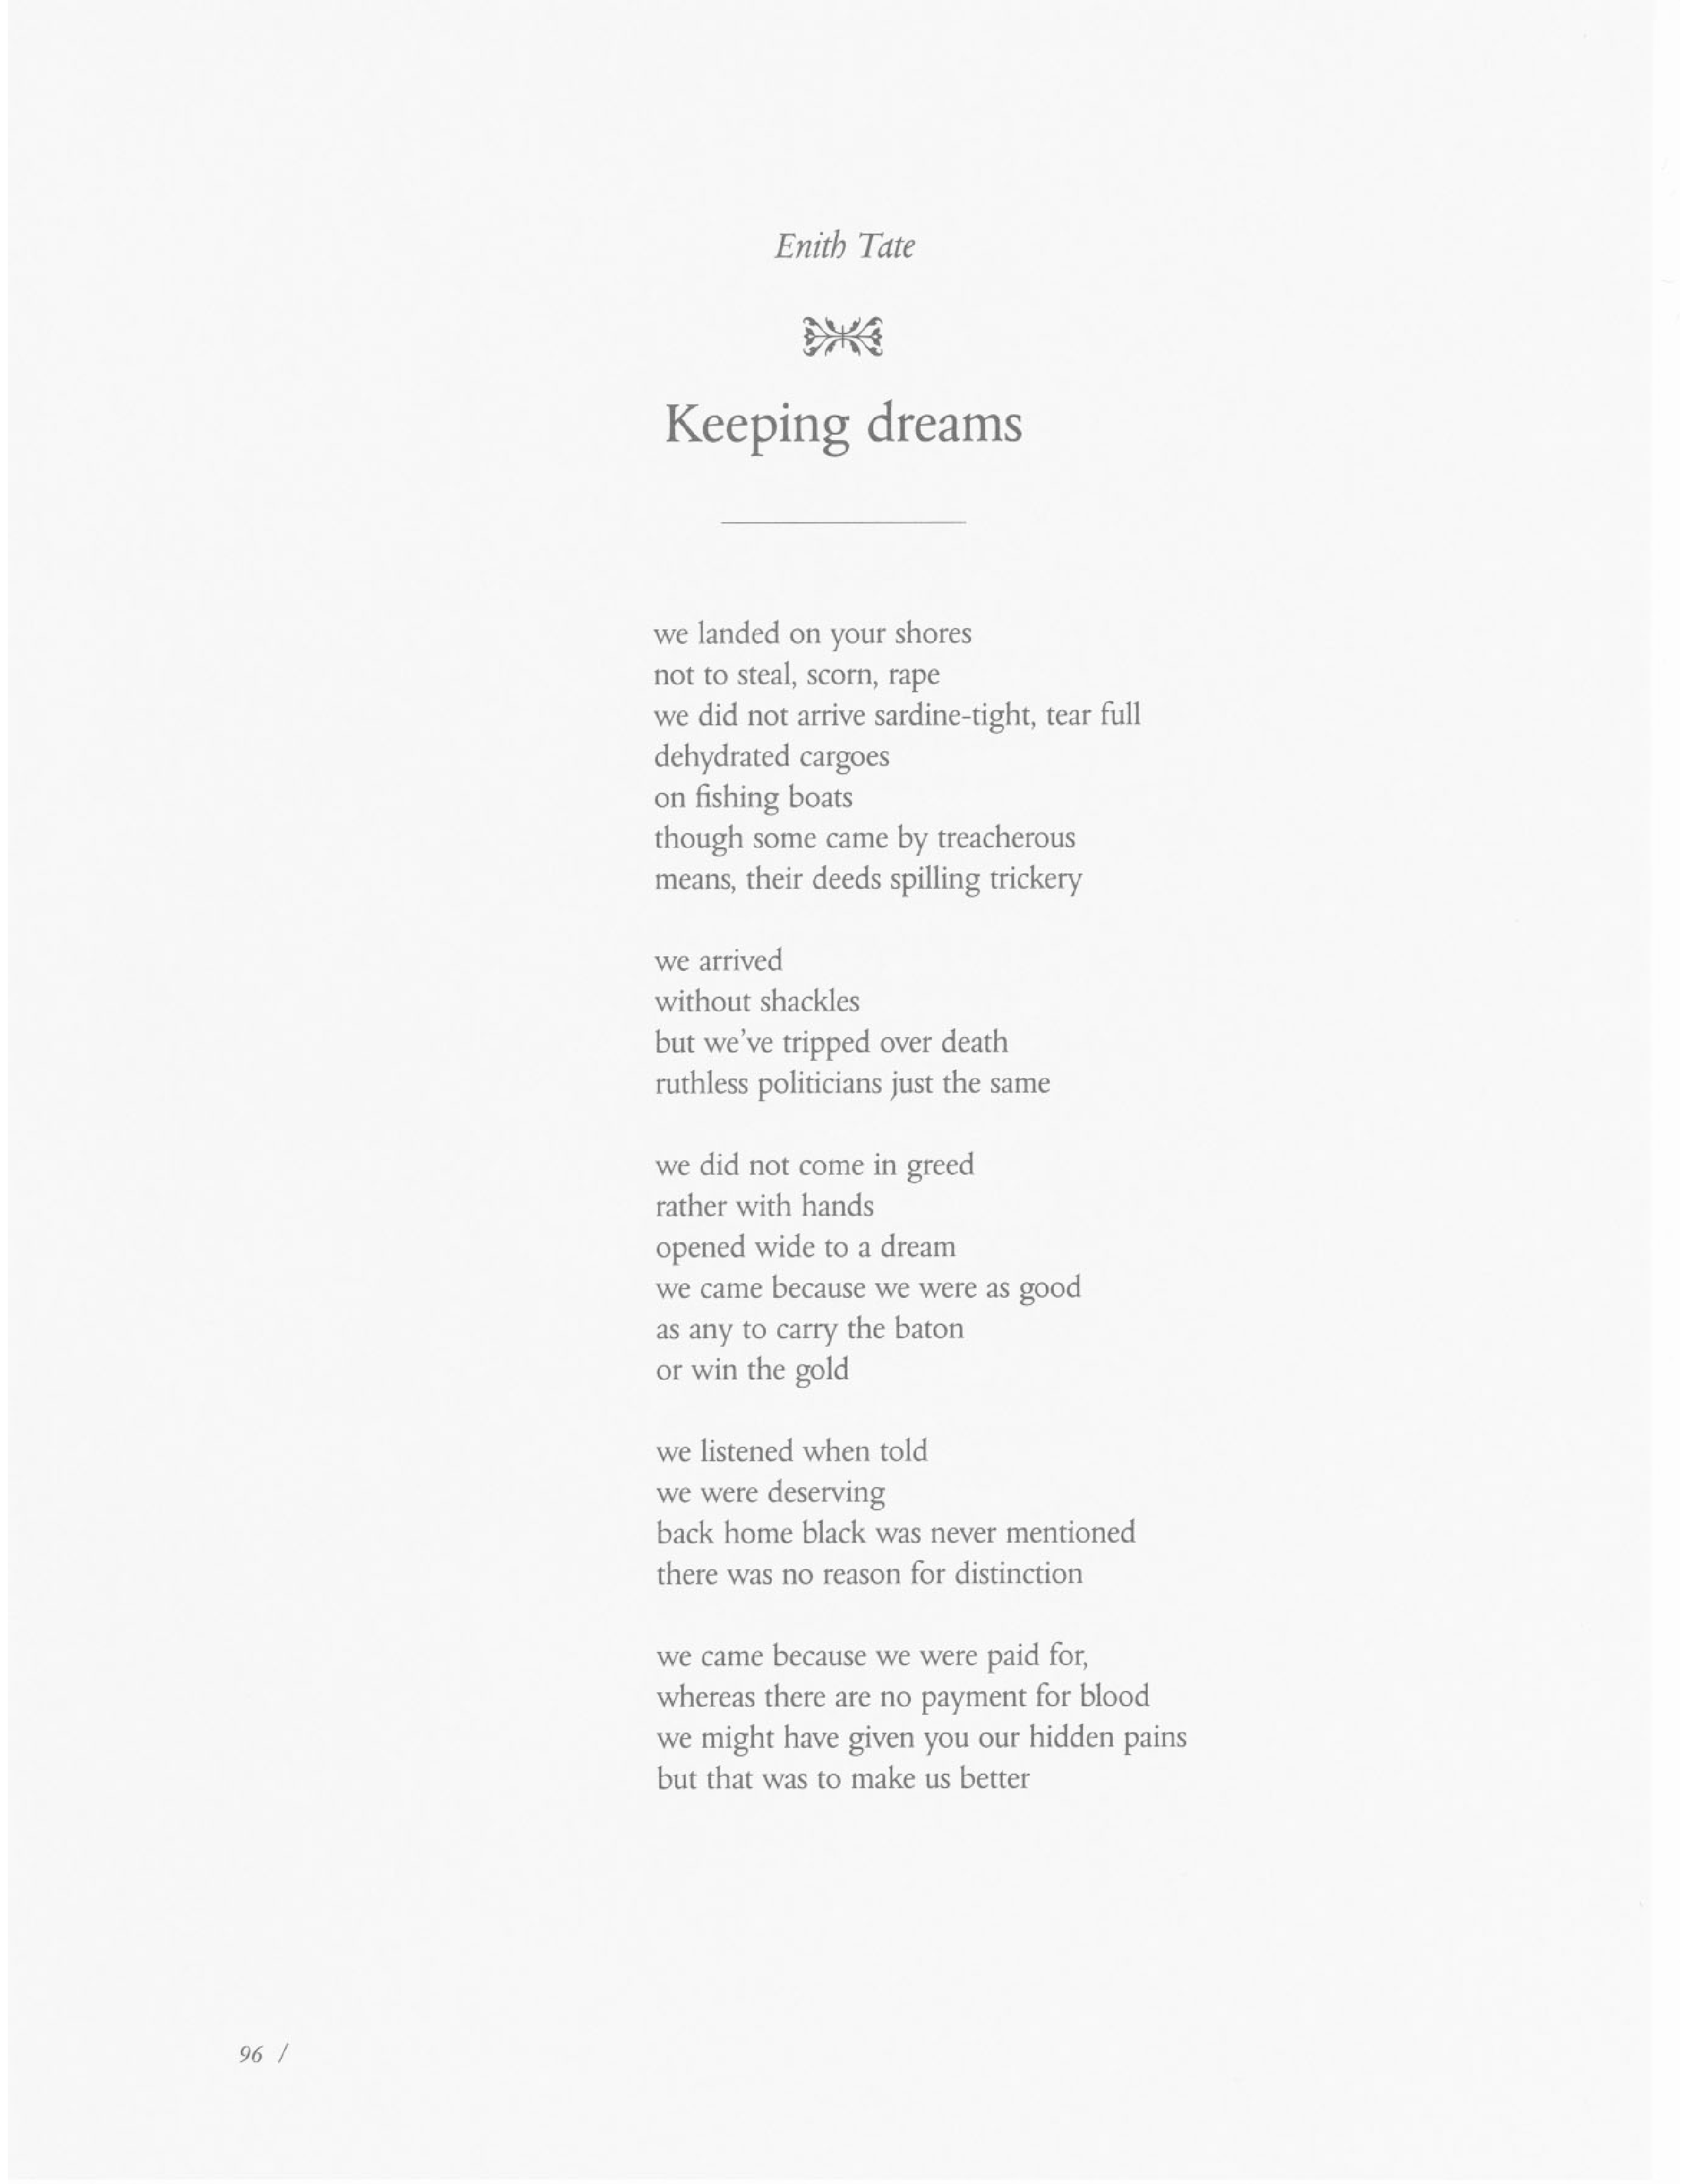 Enith Tate
Keeping dreams
we landed on your shores
not to steal, scorn, rape
we did not arrive sardine-tight, tear full
dehydrated cargoes
on fishing boats
though some came by treacherous
means, their deeds spilling trickery
we arrived
without shackles
but we've tripped over death
ruthless politicians just the same
we did not come in greed
rather with hands
opened wide to a dream
we came because we were as good
as any to carry the baton
or win the gold
we listened when told
we were deserving
back home black was never mentioned
there was no reason for distinction
we came because we were paid for,
whereas there are no payment for blood
we might have given you our hidden pains
but that was to make us better
96 /